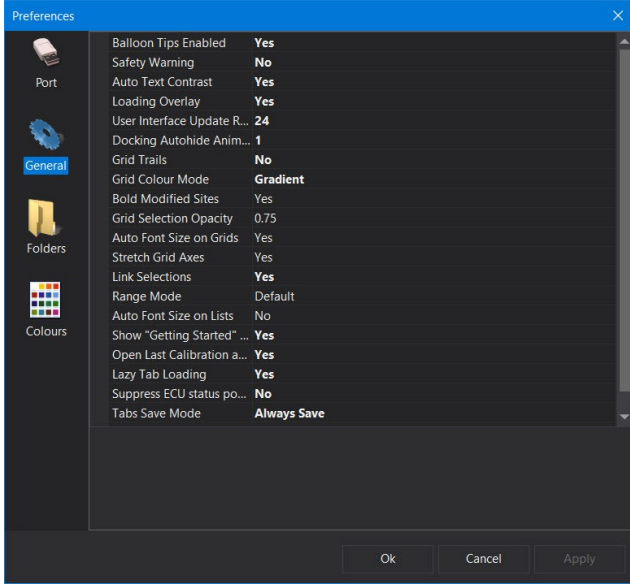 Preferences
Port
General
Folders
Colours
Balloon Tips Enabled Yes
Safety Warning No
Auto Text Contrast Yes
Loading Overlay Yes
User Interface Update R... 24
Docking Autohide Anim... 1
Grid Trails No
Grid Colour Mode Gradient
Bold Modified Sites Yes
Grid Selection Opacity 0.75
Auto Font Size on Grids Yes
Stretch Grid Axes Yes
Link Selections Yes
Range Mode Default
Auto Font Size on Lists No
Show "Getting Started" ... Yes
Open Last Calibration a... Yes
Lazy Tab Loading Yes
Suppress ECU status po... No
Tabs Save Mode Always Save
Ok Cancel Apply